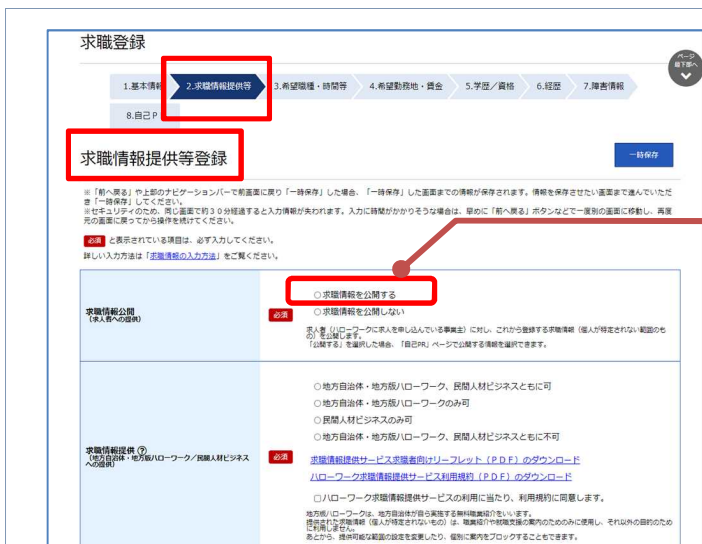 求職登録
ページ
最下部へ
1.基本情報
2.求職情報提供等
3.希望職種・時間等
4.希望勤務地・賃金
5.学歴/資格
6.経歴
7.障害情報
8.自己P
求職情報提供等登録
一時保存
※「前へ戻る」や上部のナビゲーションバーで前画面に戻り「一時保存」した場合、「一時保存」した画面までの情報が保存されます。情報を保存させたい画面まで進んでいただ
き「一時保存」してください。
※セキュリティのため、同じ画面で約30分経過すると入力情報が失われます。入力に時間がかかりそうな場合は、早めに「前へ戻る」ボタンなどで一度別の画面に移動し、再度
元の画面に戻ってから操作を続けてください。
必須 と表示されている項目は、必ず入力してください。
詳しい入力方法は「求職情報の入力方法」をご覧ください。
求職情報公開
(求人者への提供)
必須
○求職情報を公開する
○求職情報を公開しない
求人者(ハローワークに求人を申し込んでいる事業主)に対し、これから登録する求職情報(個人が特定されない範囲のも
の)を公開します。
「公開する」を選択した場合、「自己PR」ページで公開する情報を選択できます。
求職情報提供 ?
(地方自治体・地方版ハローワーク/民間人材ビジネス
への提供)
必須
○地方自治体・地方版ハローワーク、民間人材ビジネスともに可
○地方自治体・地方版ハローワークのみ可
○民間人材ビジネスのみ可
○地方自治体・地方版ハローワーク、民間人材ビジネスともに不可
求職情報提供サービス求職者向けリーフレット(PDF)のダウンロード
ハローワーク求職情報提供サービス利用規約(PDF)のダウンロード
□ハローワーク求職情報提供サービスの利用に当たり、利用規約に同意します。
地方版ハローワークは、地方自治体が自ら実施する無料職業紹介をいいます。
提供された求職情報(個人が特定されないもの)は、職業紹介や就職支援の案内のためのみに使用し、それ以外の目的のため
に利用しません。
あとから、提供可能な範囲の設定を変更したり、個別に案内をブロックすることもできます。